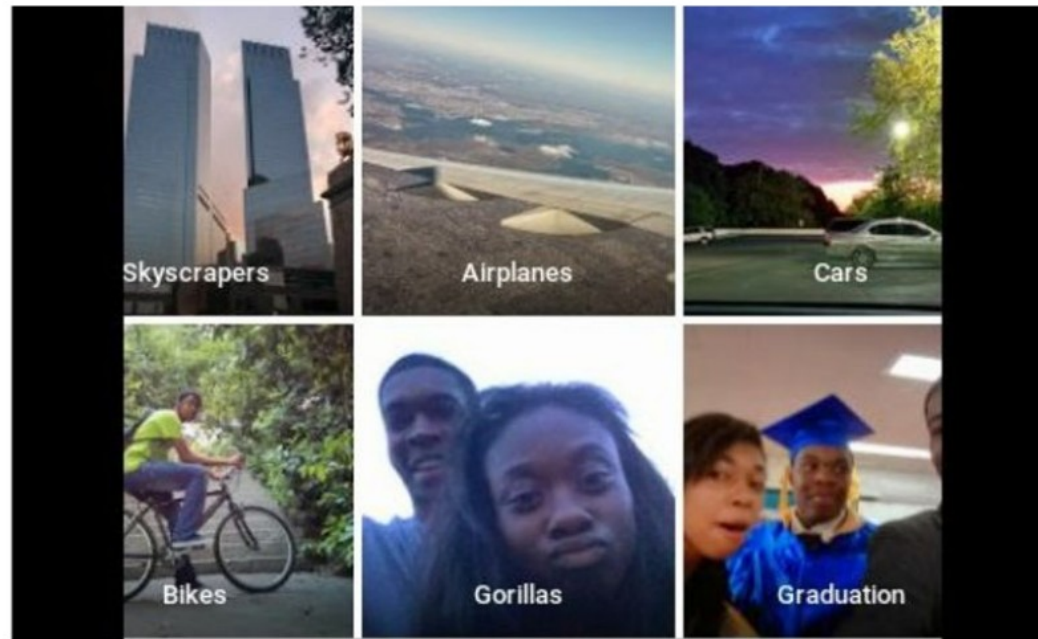 Skyscrapers
Airplanes
Cars
Bikes
Gorillas
Graduation